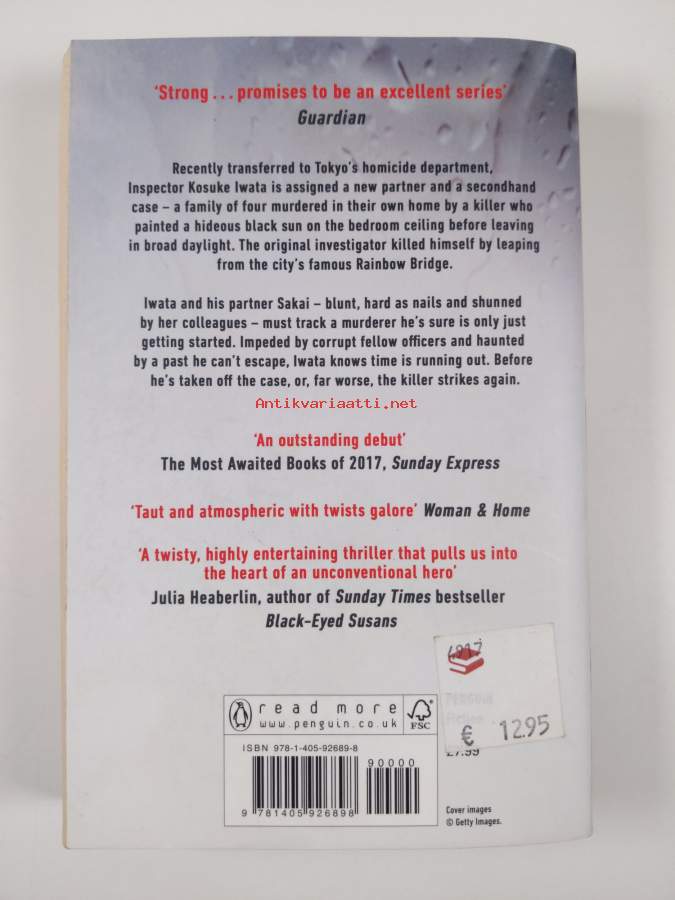 ‘Strong . . . promises to be an excellent series’
Guardian
Recently transferred to Tokyo’s homicide department,
Inspector Kosuke Iwata is assigned a new partner and a secondhand
case – a family of four murdered in their own home by a killer who
painted a hideous black sun on the bedroom ceiling before leaving
in broad daylight. The original investigator killed himself by leaping
from the city’s famous Rainbow Bridge.
Iwata and his partner Sakai – blunt, hard as nails and shunned
by her colleagues – must track a murderer he’s sure is only just
getting started. Impeded by corrupt fellow officers and haunted
by a past he can’t escape, Iwata knows time is running out. Before
he’s taken off the case, or, far worse, the killer strikes again.
Antikvariaatti.net
‘An outstanding debut’
The Most Awaited Books of 2017, Sunday Express
‘Taut and atmospheric with twists galore’ Woman & Home
‘A twisty, highly entertaining thriller that pulls us into
the heart of an unconventional hero’
Julia Heaberlin, author of Sunday Times bestseller
Black-Eyed Susans
PENGUIN
Fiction
€ 12.95
£7.99
read more
www.penguin.co.uk
FSC
ISBN 978-1-405-92689-8
90000
9 781405 926898
Cover images
© Getty Images.